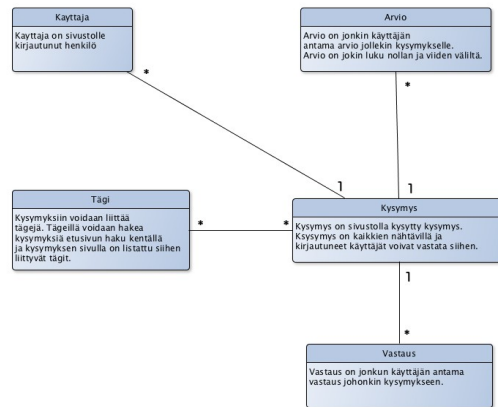 Kayttaja
Kayttaja on sivustolle
kirjautunut henkilö
*
Arvio
Arvio on jonkin käyttäjän
antama arvio jollekin kysymykselle.
Arvio on jokin luku nollan ja viiden väliltä.
*
1
1
Tägi
Kysymyksiin voidaan liittää
tägejä. Tägeillä voidaan hakea
kysymyksiä etusivun haku kentällä
ja kysymyksen sivulla on listattu siihen
liittyvät tägit.
*
*
Kysymys
Kysymys on sivustolla kysytty kysymys.
Ksysymys on kaikkien nähtävillä ja
kirjautuneet käyttäjät voivat vastata siihen.
1
*
Vastaus
Vastaus on jonkun käyttäjän antama
vastaus johonkin kysymykseen.